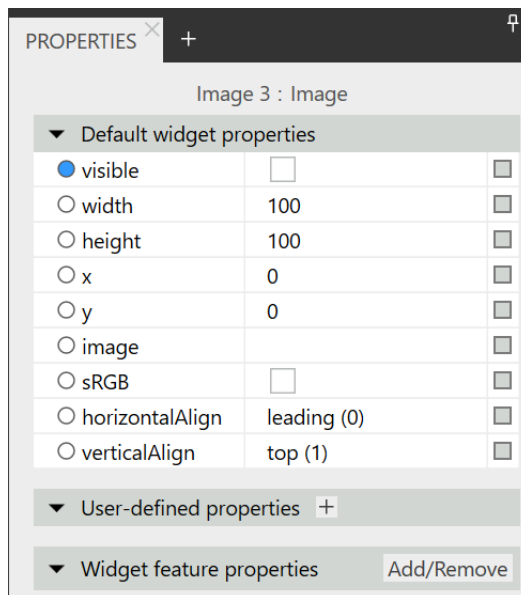 PROPERTIES +
Image 3 : Image
Default widget properties
visible
width 100
height 100
x 0
y 0
image
sRGB
horizontalAlign leading (0)
verticalAlign top (1)
User-defined properties +
Widget feature properties Add/Remove